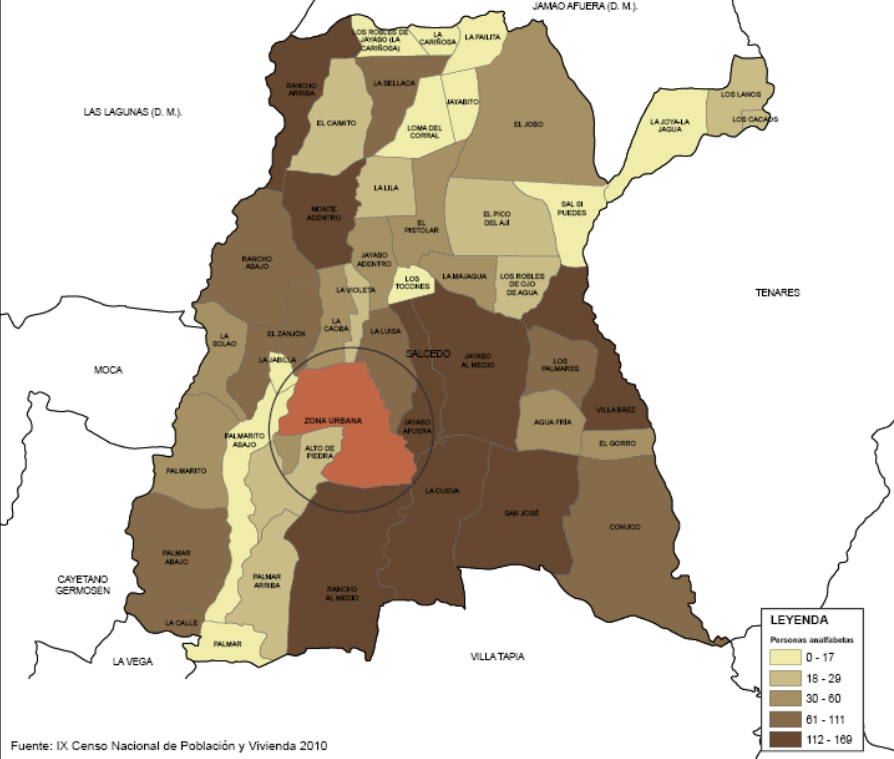 JAMAO AFUERA (D. M.).
LOS ROBLES DE
JAYABO (LA
CARIÑOSA)
LA
CARIÑOSA
LA PAILITA
RANCHO
ARRIBA
LA SELLACA
LOS LANOS
LAS LAGUNAS (D. M.).
EL CAIMITO
LOMA DEL
CORRAL
JAYABITO
EL JOBO
LA JOYA-LA
JAGUA
LOS CACAOS
MONTE
ADENTRO
LA LILA
EL
PISTOLAR
EL PICO
DEL AJÍ
SAL SI
PUEDES
RANCHO
ABAJO
JAYABO
ADENTRO
LOS
TOCONES
LA MAJAGUA
LOS ROBLES
DE OJO
DE AGUA
TENARES
LA VIOLETA
LA
SOLAO
EL ZANJÓN
LA
CAOBA
LA LUISA
SALCEDO
JAYABO
AL MEDIO
LOS
PALMARES
MOCA
LA JABILLA
VILLA BÁEZ
ZONA URBANA
JAYABO
AFUERA
AGUA FRÍA
PALMARITO
ABAJO
ALTO DE
PIEDRA
EL GORRO
PALMARITO
LA CUEVA
SAN JOSÉ
CONUCO
PALMAR
ABAJO
CAYETANO
GERMOSÉN
PALMAR
ARRIBA
RANCHO
AL MEDIO
LA CALLE
PALMAR
LA VEGA
VILLA TAPIA
LEYENDA
Personas analfabetas
0 - 17
18 - 29
30 - 60
61 - 111
112 - 169
Fuente: IX Censo Nacional de Población y Vivienda 2010